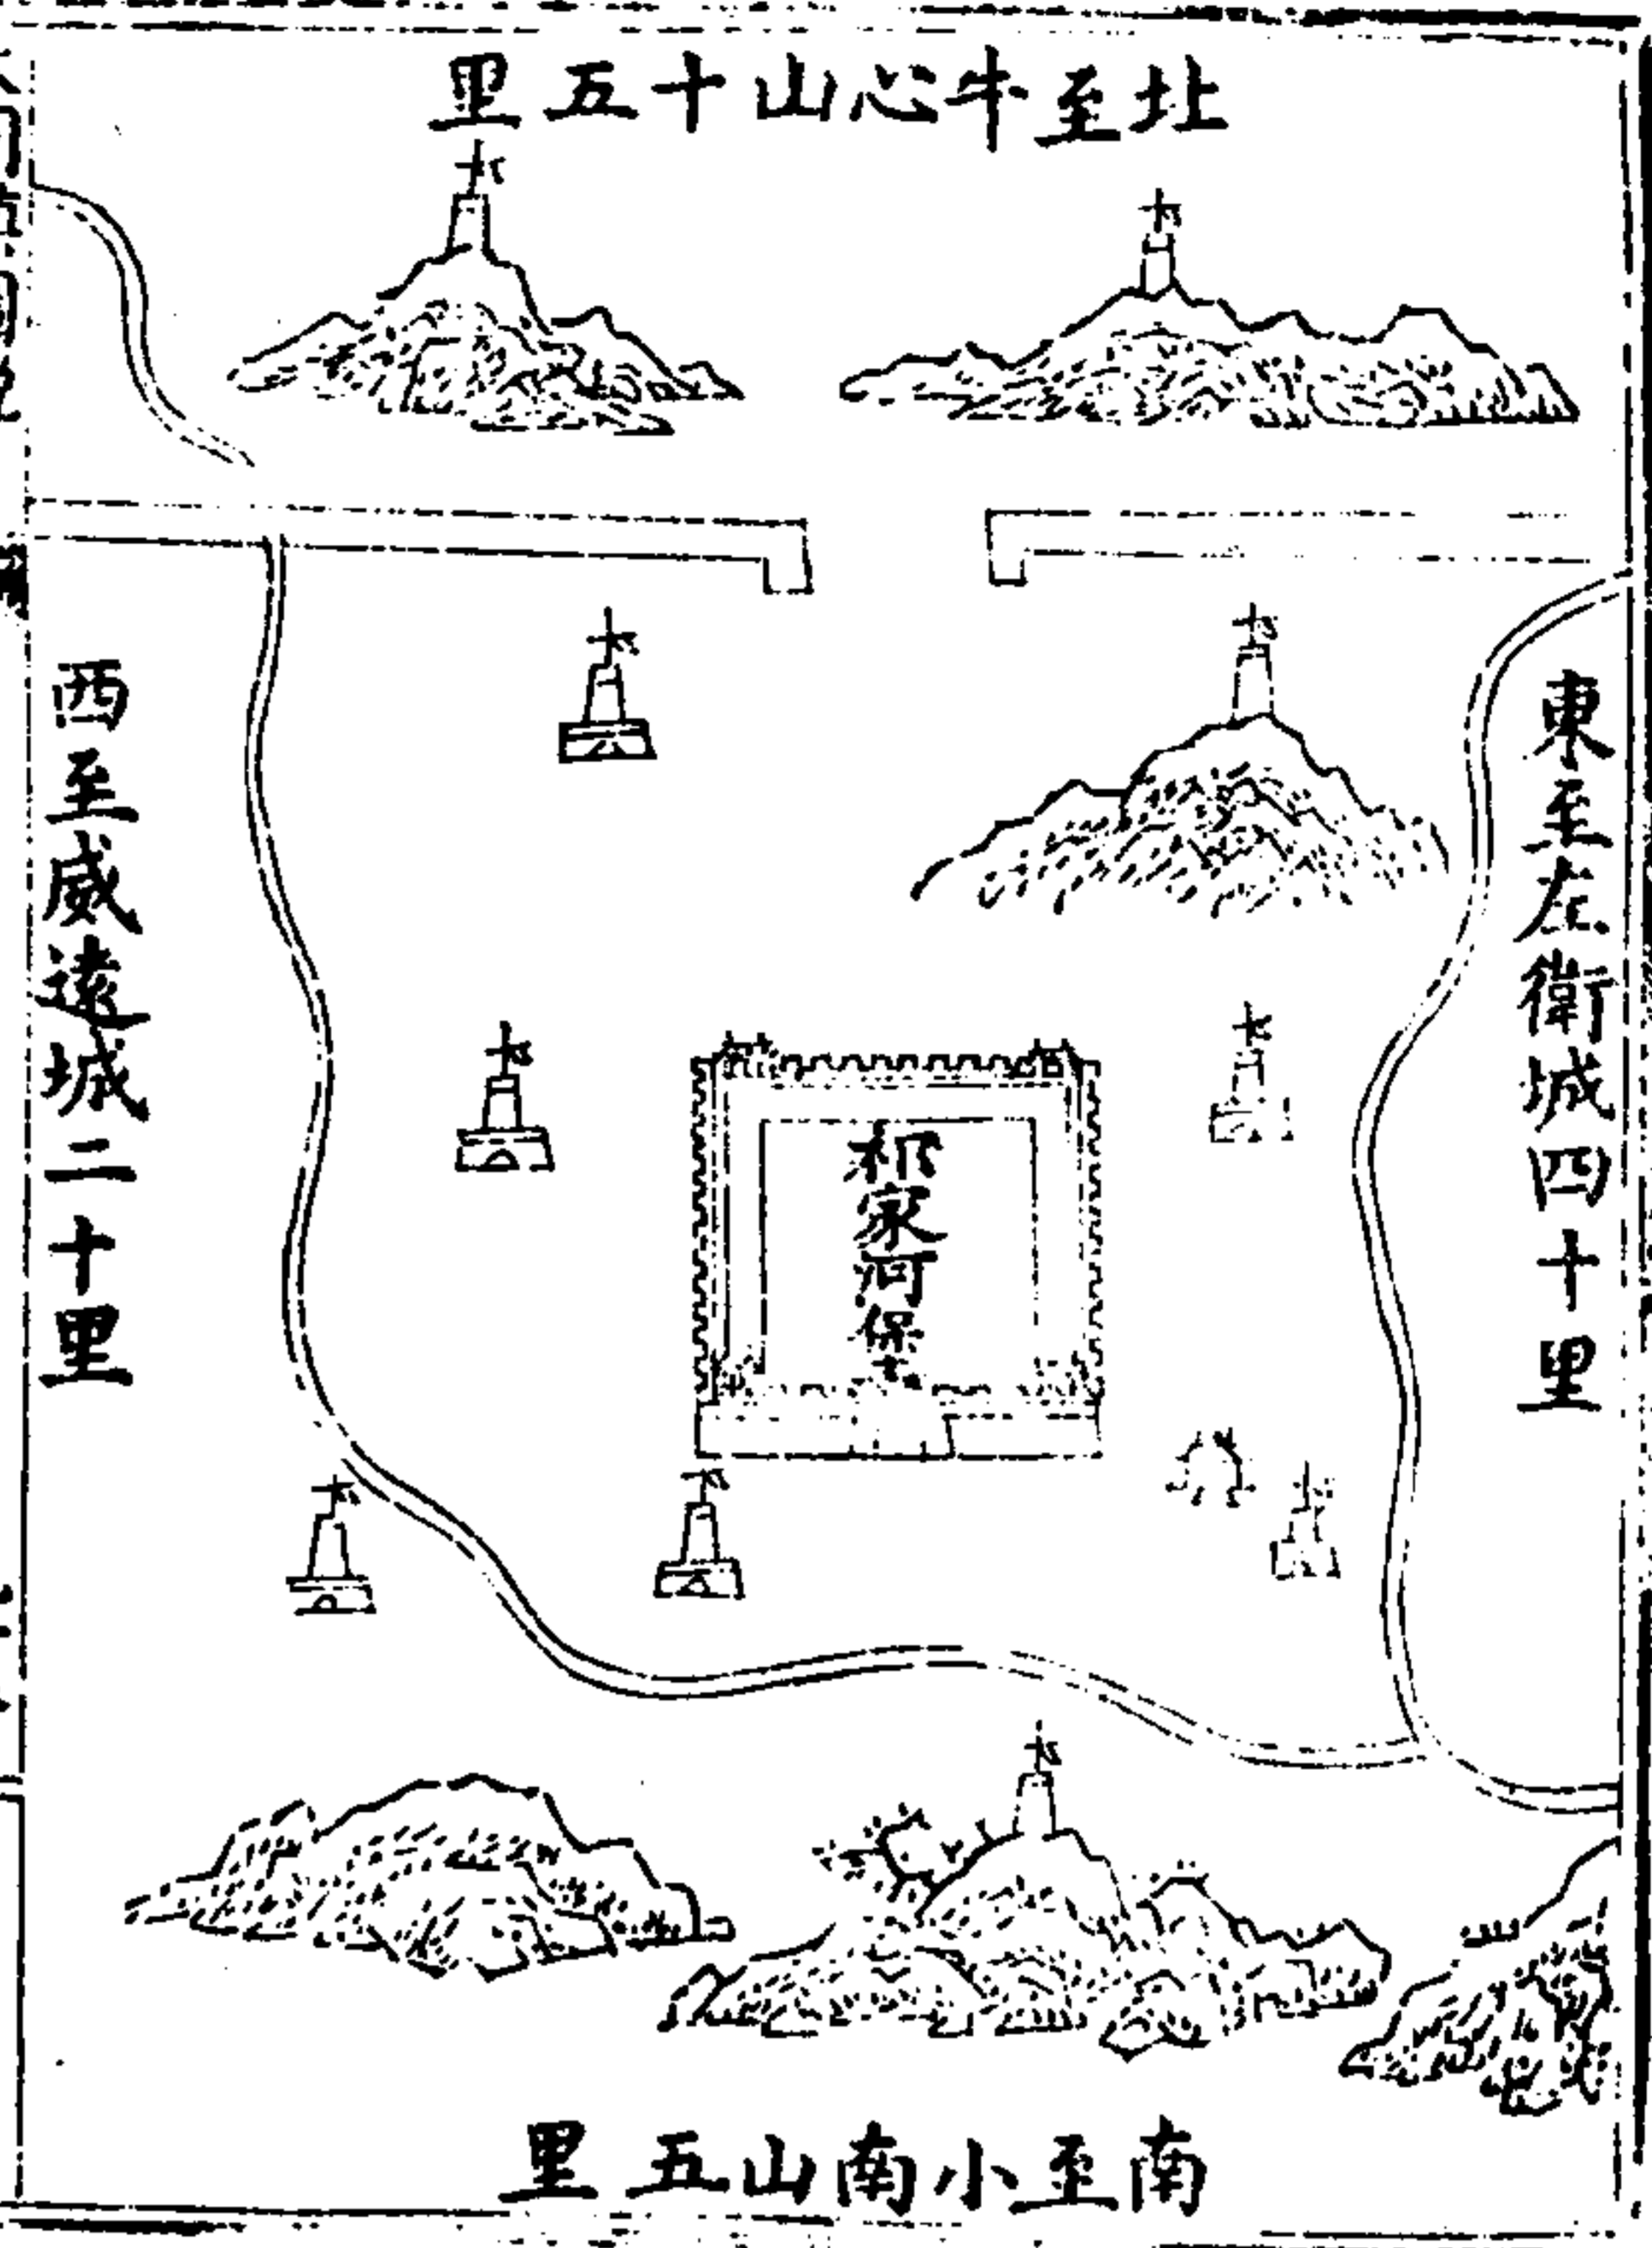 北至牛心山十五里
東至左衛城四十里
祁家河堡
西至威遠城二十里
南至小南山五里